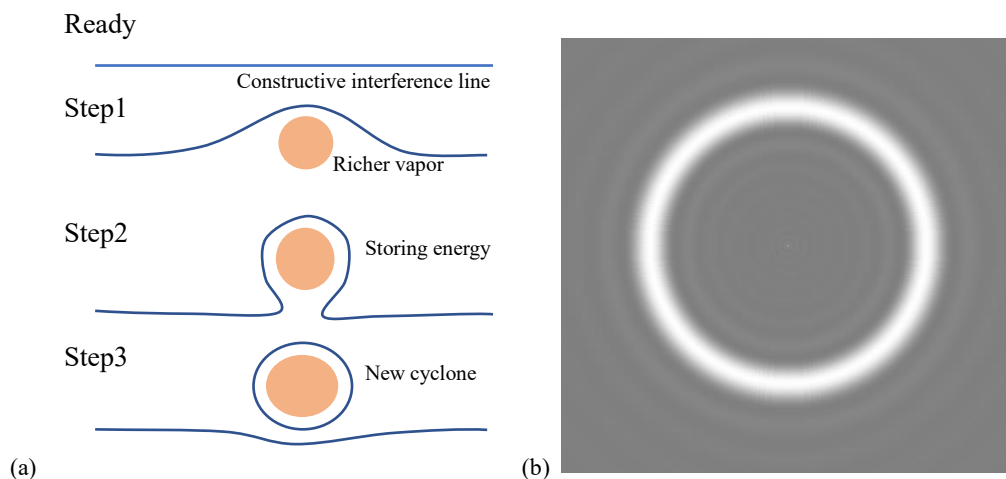 Ready
Constructive interference line
Step1
Richer vapor
Step2
Storing energy
Step3
New cyclone
(a)
(b)